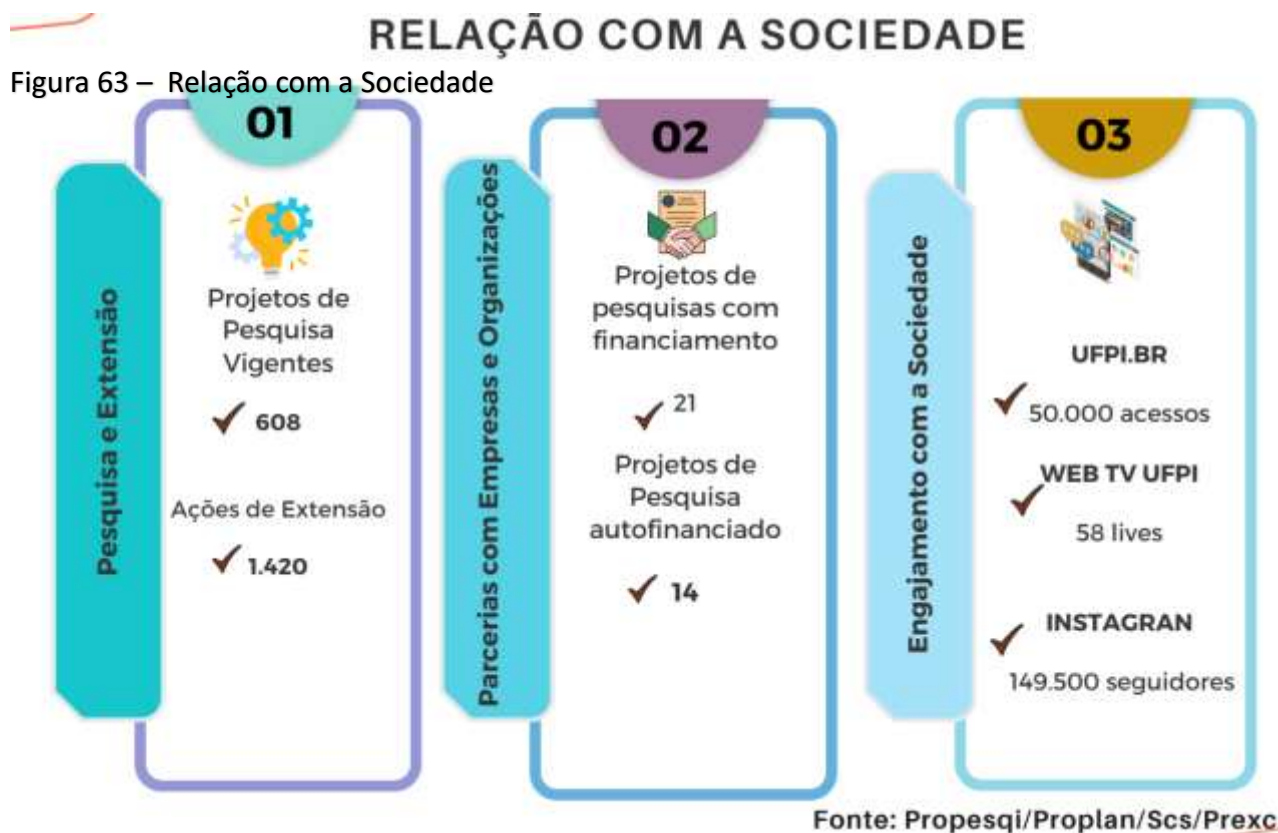 RELAÇÃO COM A SOCIEDADE
Figura 63 – Relação com a Sociedade
01
Pesquisa e Extensão
Projetos de
Pesquisa
Vigentes
608
Ações de Extensão
1.420
02
Parcerias com Empresas e Organizações
Projetos de
pesquisas com
financiamento
21
Projetos de
Pesquisa
autofinanciado
14
03
Engajamento com a Sociedade
UFPI.BR
50.000 acessos
WEB TV UFPI
58 lives
INSTAGRAN
149.500 seguidores
Fonte: Propesqi/Proplan/Scs/Prexc